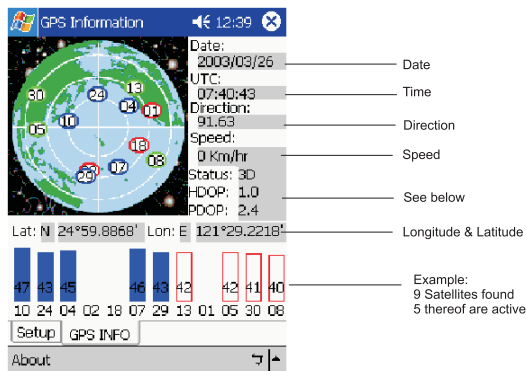 GPS Information 12:39
Date:
2003/03/26
UTC:
07:40:43
Direction:
91.63
Speed:
0 Km/hr
Status: 3D
HDOP: 1.0
PDOP: 2.4
30
24
13
04
01
05
10
18
08
07
29
Lat: N 24°59.8868' Lon: E 121°29.2218'
47 43 45 46 43 42 42 41 40
10 24 04 02 18 07 29 13 01 05 30 08
Setup GPS INFO
About
Date
Time
Direction
Speed
See below
Longitude & Latitude
Example:
9 Satellites found
5 thereof are active